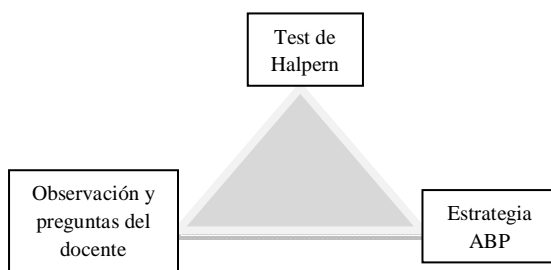 Test de
Halpern
Observación y
preguntas del
docente
Estrategia
ABP